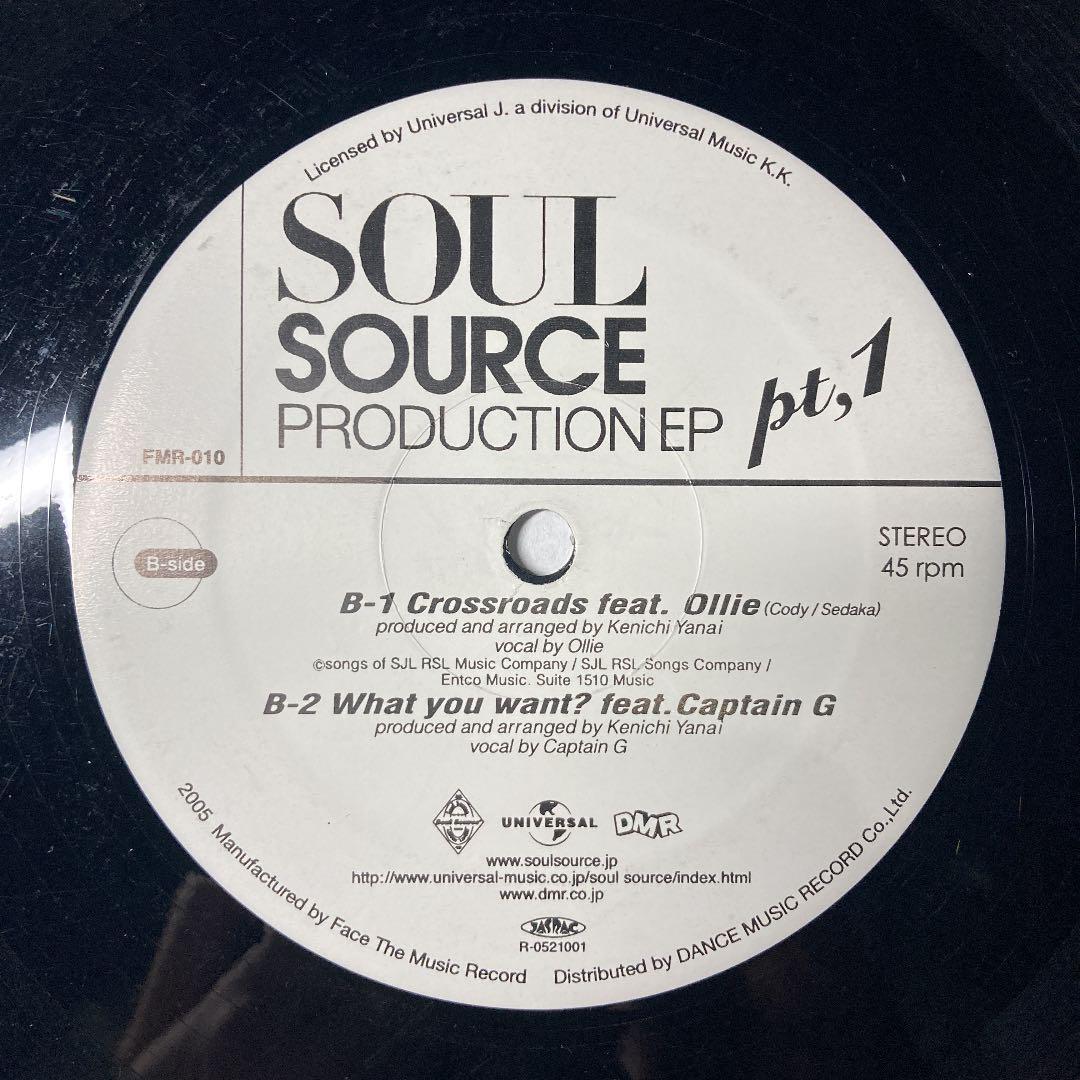 Licensed by Universal J. a division of Universal Music K.K.
SOUL
SOURCE
PRODUCTION EP
pt,1
FMR-010
B-side
STEREO
45 rpm
B-1 Crossroads feat. Ollie (Cody / Sedaka)
produced and arranged by Kenichi Yanai
vocal by Ollie
©songs of SJL RSL Music Company / SJL RSL Songs Company /
Entco Music. Suite 1510 Music
B-2 What you want? feat. Captain G
produced and arranged by Kenichi Yanai
vocal by Captain G
UNIVERSAL
DMR
www.soulsource.jp
http://www.universal-music.co.jp/soul source/index.html
www.dmr.co.jp
JASRAC
R-0521001
2005 Manufactured by Face The Music Record
Distributed by DANCE MUSIC RECORD Co.,Ltd.